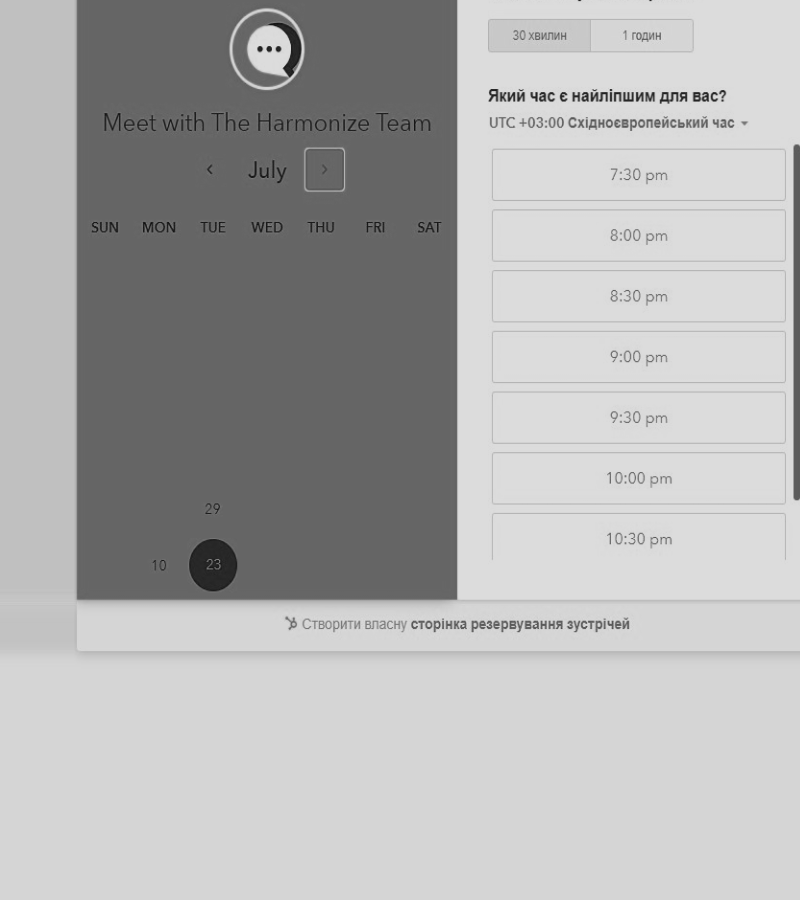 Meet with The Harmonize Team
July
SUN MON TUE WED THU FRI SAT
29
10 23
30 хвилин 1 годин
Який час є найліпшим для вас?
UTC +03:00 Східноєвропейський час
7:30 pm
8:00 pm
8:30 pm
9:00 pm
9:30 pm
10:00 pm
10:30 pm
Створити власну сторінка резервування зустрічей